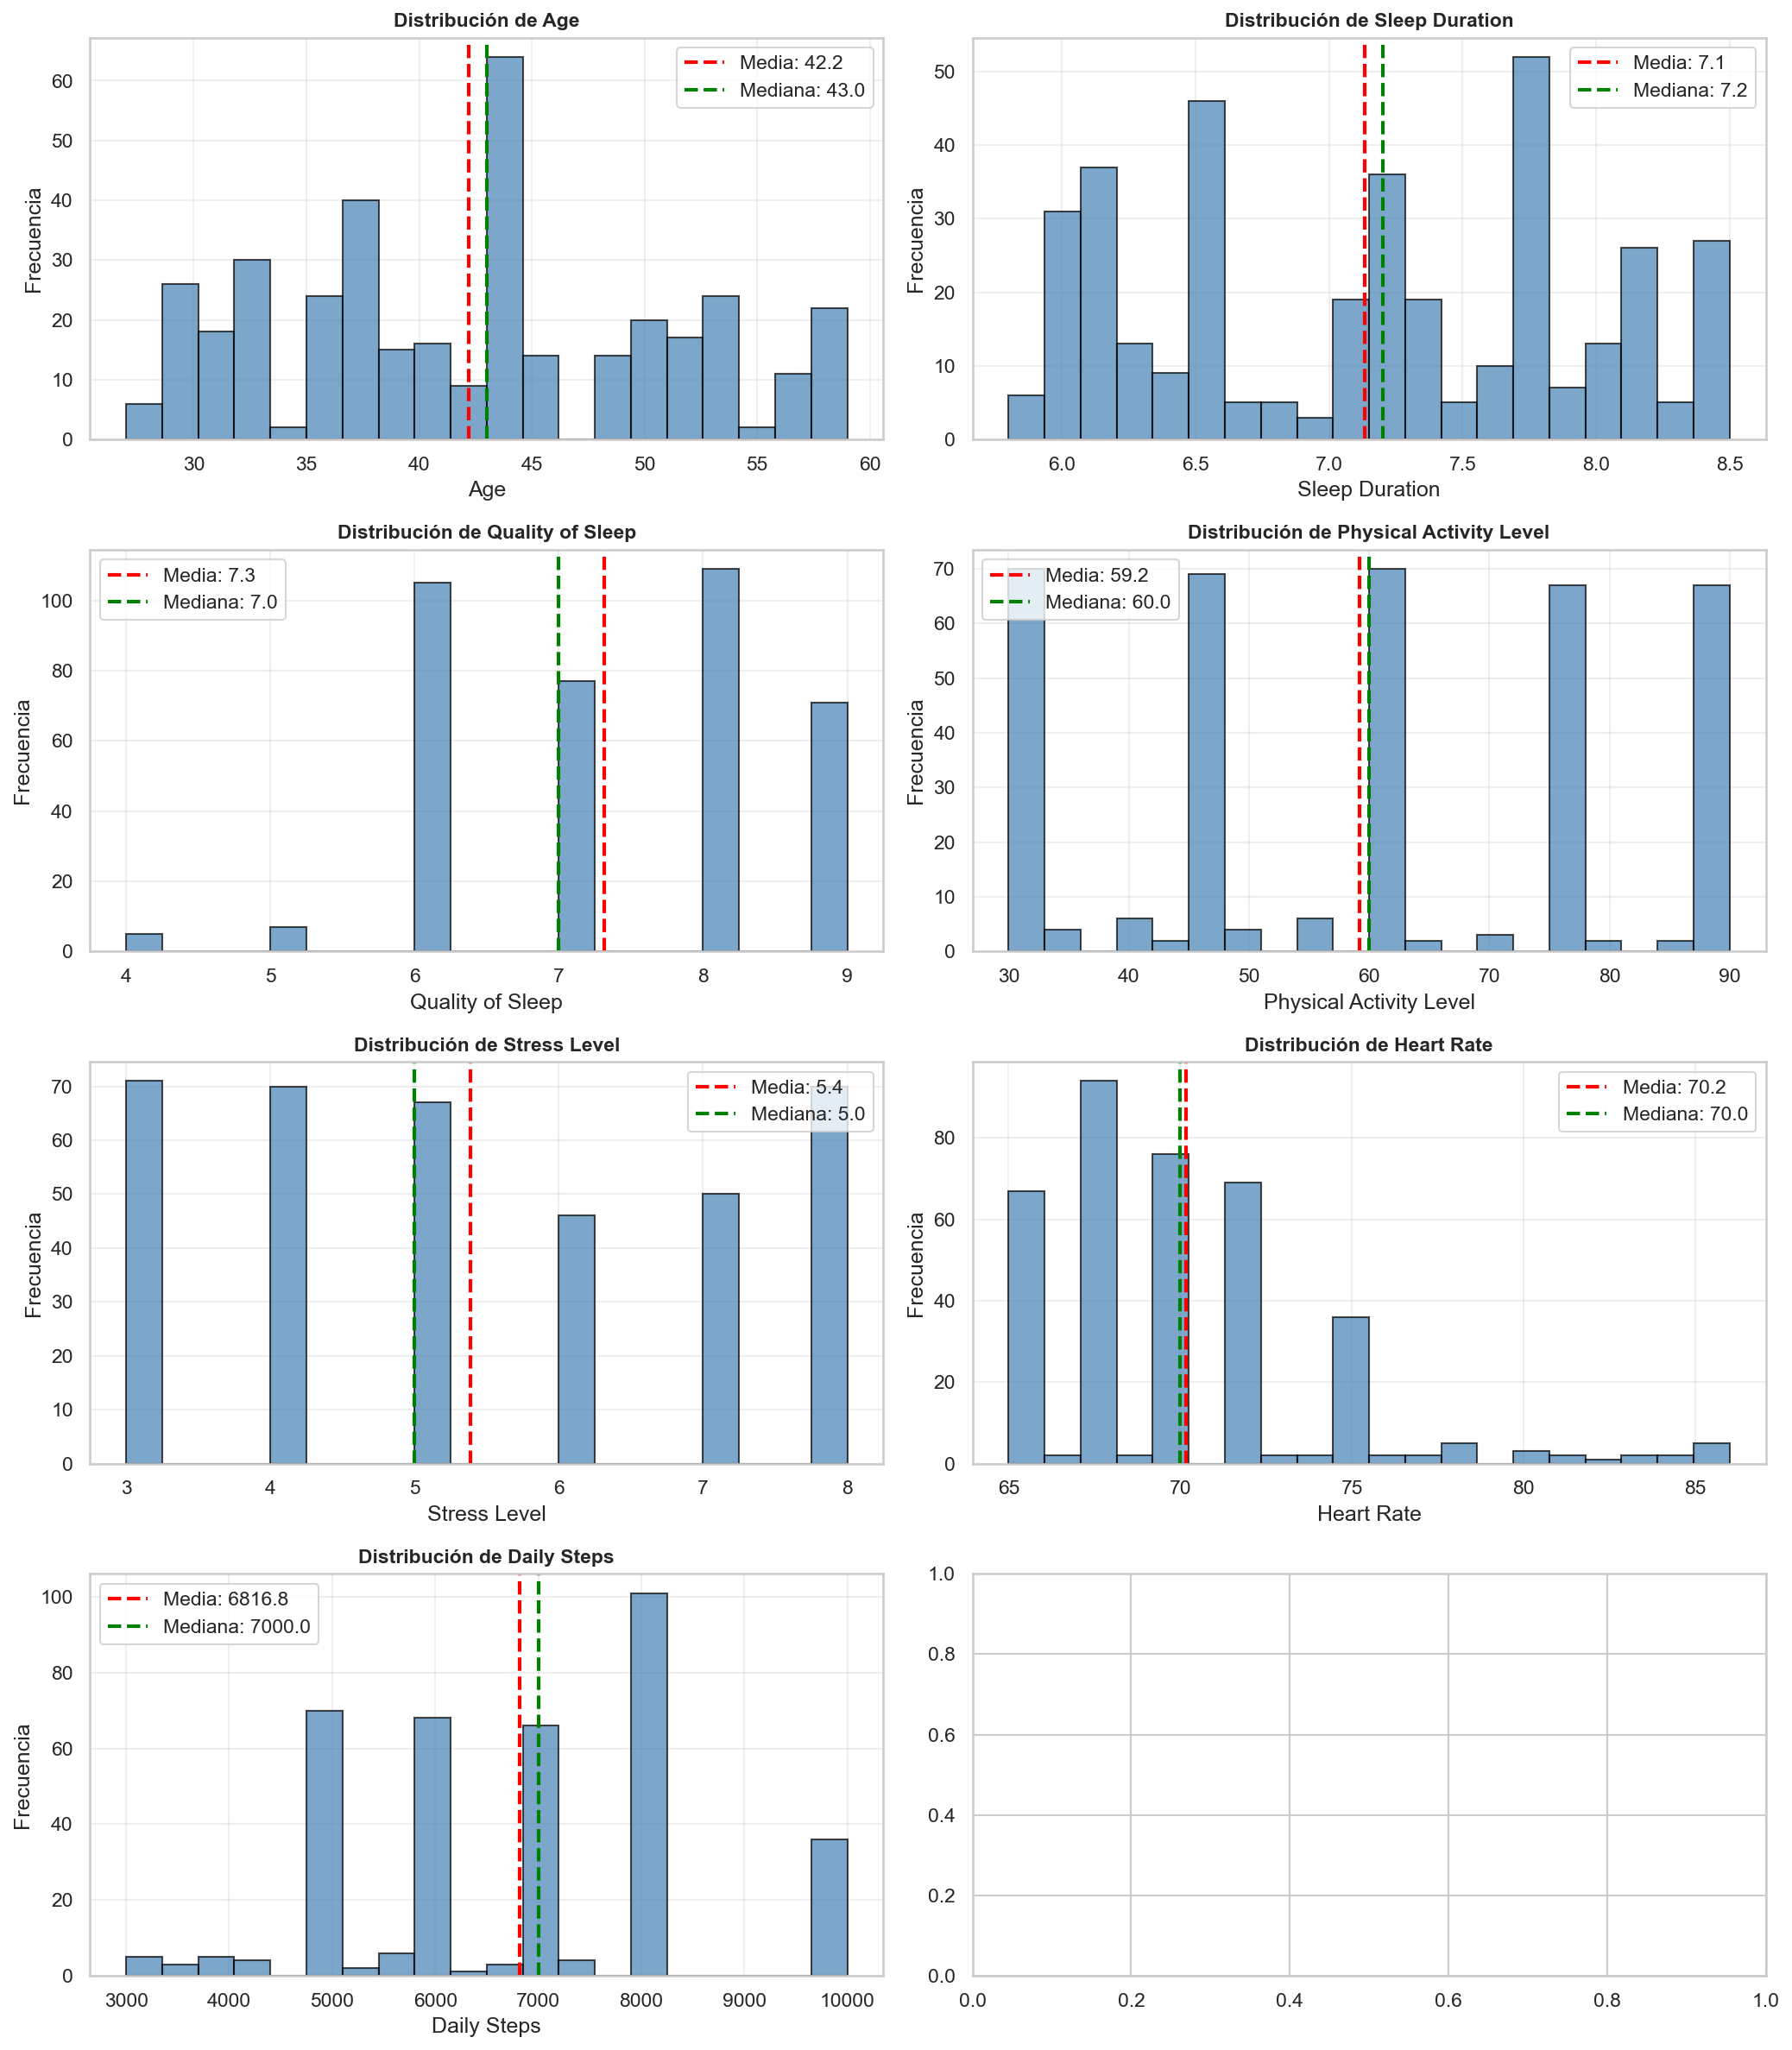 Distribución de Age
Media: 42.2
Mediana: 43.0
Frecuencia
60
50
40
30
20
10
0
30 35 40 45 50 55 60
Age
Distribución de Sleep Duration
Media: 7.1
Mediana: 7.2
Frecuencia
50
40
30
20
10
0
6.0 6.5 7.0 7.5 8.0 8.5
Sleep Duration
Distribución de Quality of Sleep
Media: 7.3
Mediana: 7.0
Frecuencia
100
80
60
40
20
0
4 5 6 7 8 9
Quality of Sleep
Distribución de Physical Activity Level
Media: 59.2
Mediana: 60.0
Frecuencia
70
60
50
40
30
20
10
0
30 40 50 60 70 80 90
Physical Activity Level
Distribución de Stress Level
Media: 5.4
Mediana: 5.0
Frecuencia
70
60
50
40
30
20
10
0
3 4 5 6 7 8
Stress Level
Distribución de Heart Rate
Media: 70.2
Mediana: 70.0
Frecuencia
80
60
40
20
0
65 70 75 80 85
Heart Rate
Distribución de Daily Steps
Media: 6816.8
Mediana: 7000.0
Frecuencia
100
80
60
40
20
0
3000 4000 5000 6000 7000 8000 9000 10000
Daily Steps
1.0
0.8
0.6
0.4
0.2
0.0
0.0 0.2 0.4 0.6 0.8 1.0